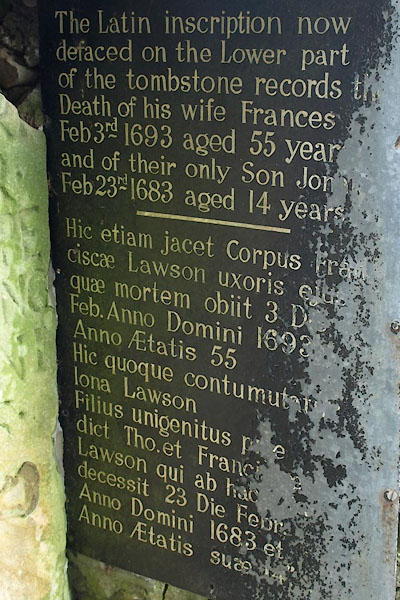 The Latin inscription now
defaced on the Lower part
of the tombstone records
Death of his wife Frances
Feb 3rd 1693 aged 55
and of their only Son
Feb 23rd 1683 aged 14 years
Hic etiam jacet Corpus
ciscæ Lawson uxoris
quæ mortem obiit 3
Feb. Anno Domini 1693
Anno Ætatis 55
Hic quoque
Iona Lawson
Filius unigenitus
dict Tho. et
Lawson qui ab
decessit 23 Die
Anno Domini 1683 et
Anno Ætatis suæ